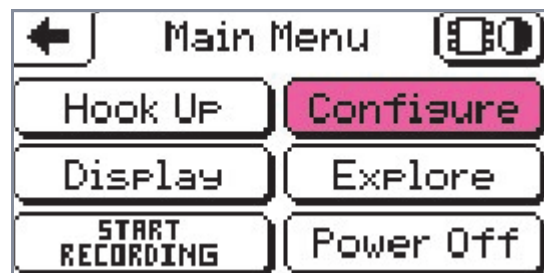 Main Menu
Hook Up
Configure
Display
Explore
START
RECORDING
Power Off